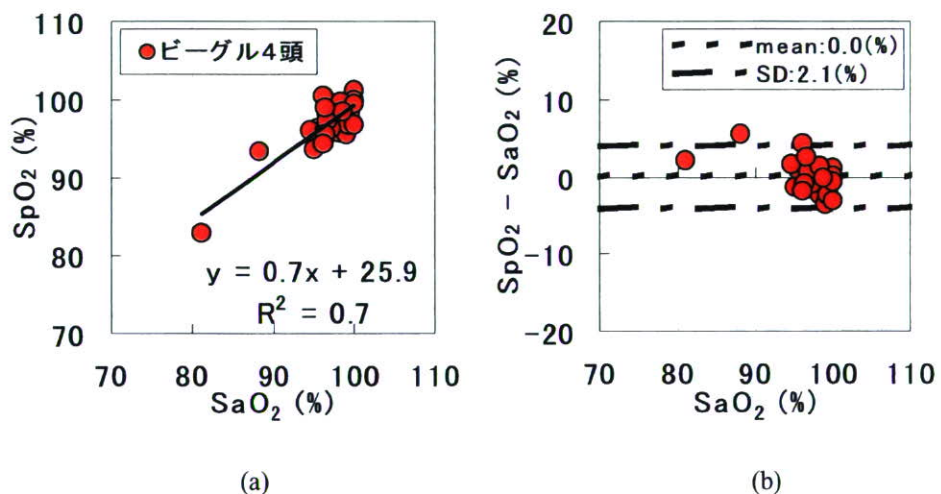 110
100
90
80
70
SpO₂ (%)
ビーグル4頭
y = 0.7x + 25.9
R² = 0.7
70 80 90 100 110
SaO₂ (%)
(a)
20
10
0
-10
-20
SpO₂ − SaO₂ (%)
mean:0.0(%)
SD:2.1(%)
70 80 90 100 110
SaO₂ (%)
(b)